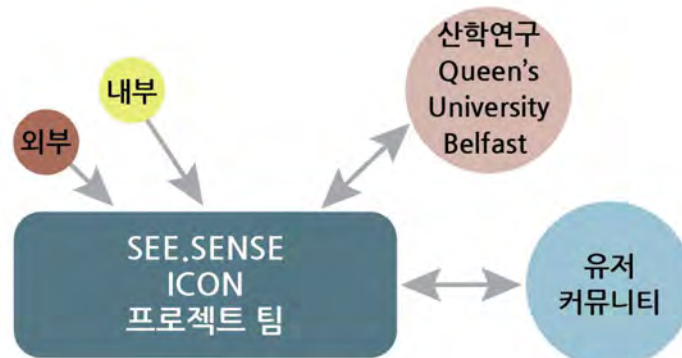 산학연구
Queen's
University
Belfast
내부
외부
SEE.SENSE
ICON
프로젝트 팀
유저
커뮤니티